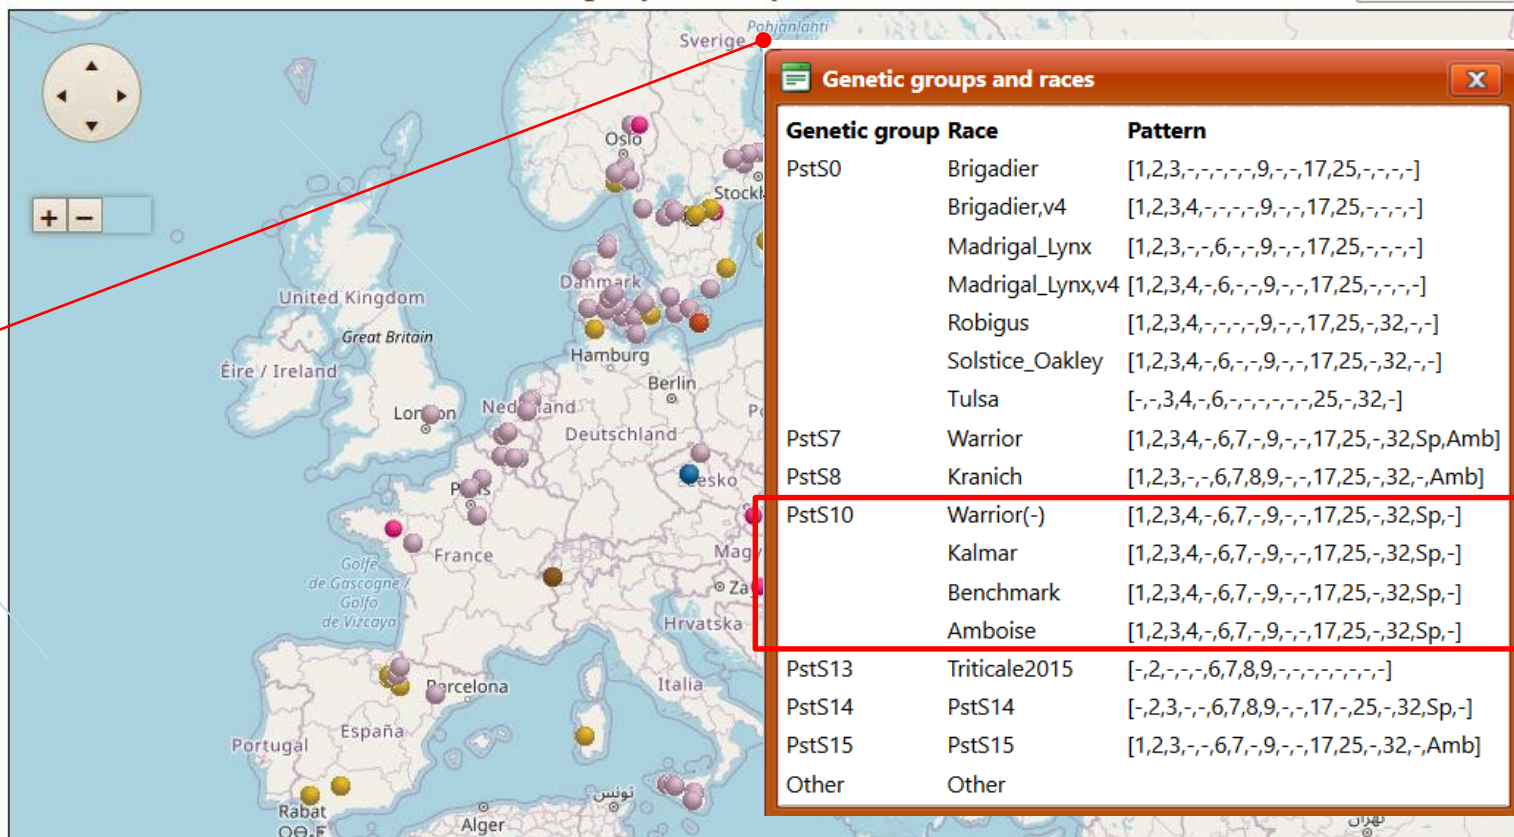 Pohjanlahti
Sverige
Oslo
Stockh
Danmark
United Kingdom
Great Britain
Éire / Ireland
Hamburg
Berlin
London
Nederland
Deutschland
Paris
Česko
France
Magy
Golfe
de Gascogne /
Golfo
de Vizcaya
Za
Hrvatska
Barcelona
Italia
España
Portugal
Rabat
Alger
تونس
تهران
+ −
Genetic groups and races
X
Genetic group Race Pattern
PstS0 Brigadier [1,2,3,-,-,-,-,-,9,-,-,17,25,-,-,-,-]
Brigadier,v4 [1,2,3,4,-,-,-,-,9,-,-,17,25,-,-,-,-]
Madrigal_Lynx [1,2,3,-,-,6,-,-,9,-,-,17,25,-,-,-,-]
Madrigal_Lynx,v4 [1,2,3,4,-,6,-,-,9,-,-,17,25,-,-,-,-]
Robigus [1,2,3,4,-,-,-,-,9,-,-,17,25,-,32,-,-]
Solstice_Oakley [1,2,3,4,-,6,-,-,9,-,-,17,25,-,32,-,-]
Tulsa [-,-,3,4,-,6,-,-,-,-,-,-,25,-,32,-]
PstS7 Warrior [1,2,3,4,-,6,7,-,9,-,-,17,25,-,32,Sp,Amb]
PstS8 Kranich [1,2,3,-,-,6,7,8,9,-,-,17,25,-,32,-,Amb]
PstS10 Warrior(-) [1,2,3,4,-,6,7,-,9,-,-,17,25,-,32,Sp,-]
Kalmar [1,2,3,4,-,6,7,-,9,-,-,17,25,-,32,Sp,-]
Benchmark [1,2,3,4,-,6,7,-,9,-,-,17,25,-,32,Sp,-]
Amboise [1,2,3,4,-,6,7,-,9,-,-,17,25,-,32,Sp,-]
PstS13 Triticale2015 [-,2,-,-,-,6,7,8,9,-,-,-,-,-,-,-,-]
PstS14 PstS14 [-,2,3,-,-,6,7,8,9,-,-,17,-,25,-,32,Sp,-]
PstS15 PstS15 [1,2,3,-,-,6,7,-,9,-,-,17,25,-,32,-,Amb]
Other Other